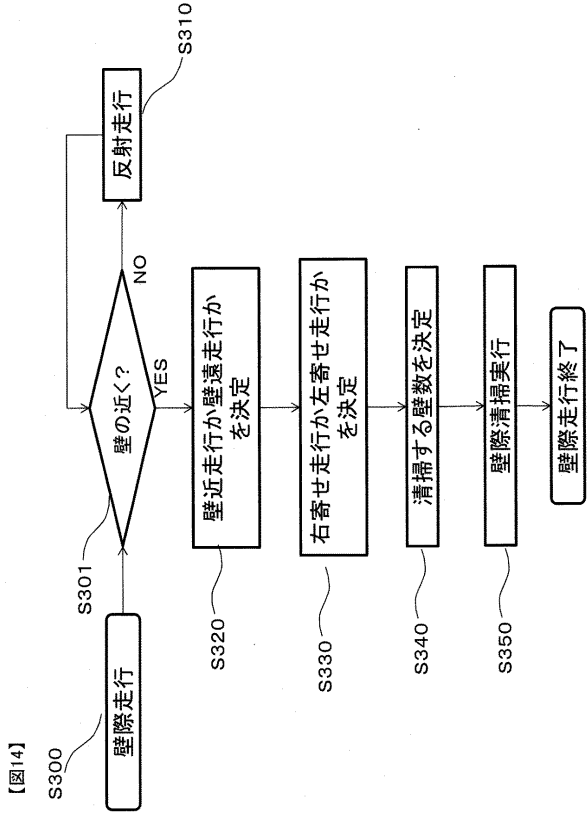 【図14】
S300
壁際走行
S301
壁の近く?
NO
反射走行
S310
YES
S320
壁近走行か壁遠走行か
を決定
S330
右寄せ走行か左寄せ走行か
を決定
S340
清掃する壁数を決定
S350
壁際清掃実行
壁際走行終了